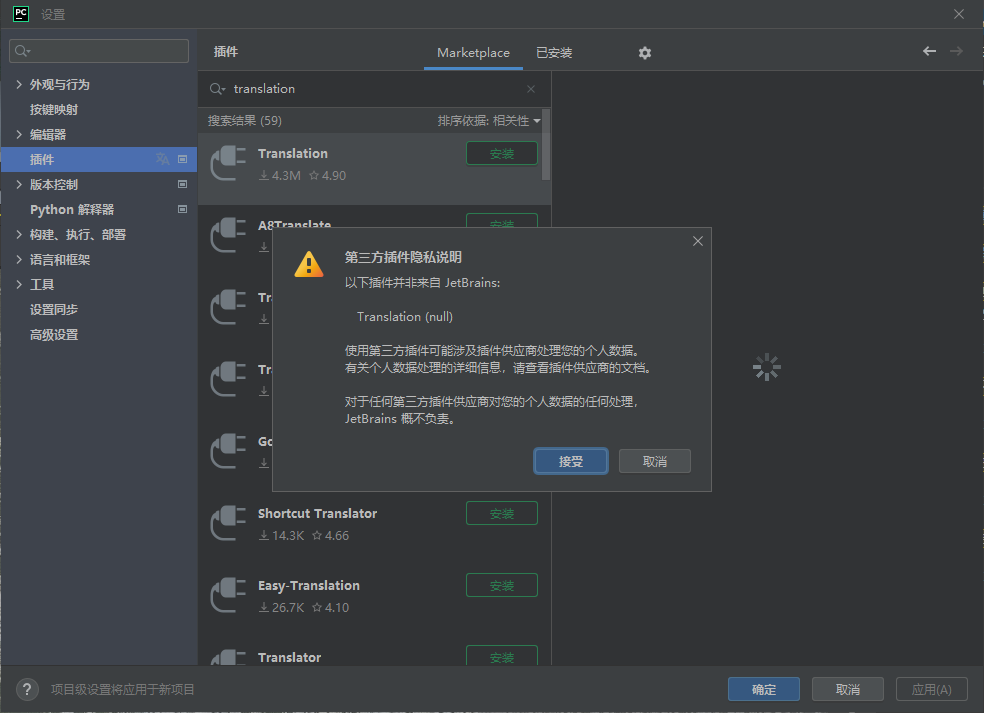 PC
设置
插件
Marketplace
已安装
外观与行为
按键映射
编辑器
插件
版本控制
Python 解释器
构建、执行、部署
语言和框架
工具
设置同步
高级设置
translation
搜索结果 (59)
排序依据: 相关性
Translation
安装
4.3M
4.90
A8Translate
安装
Tr
Tr
Go
第三方插件隐私说明
以下插件并非来自 JetBrains:
Translation (null)
使用第三方插件可能涉及插件供应商处理您的个人数据。
有关个人数据处理的详细信息，请查看插件供应商的文档。
对于任何第三方插件供应商对您的个人数据的任何处理，
JetBrains 概不负责。
接受
取消
Shortcut Translator
安装
14.3K
4.66
Easy-Translation
安装
26.7K
4.10
Translator
安装
?
项目级设置将应用于新项目
确定
取消
应用(A)